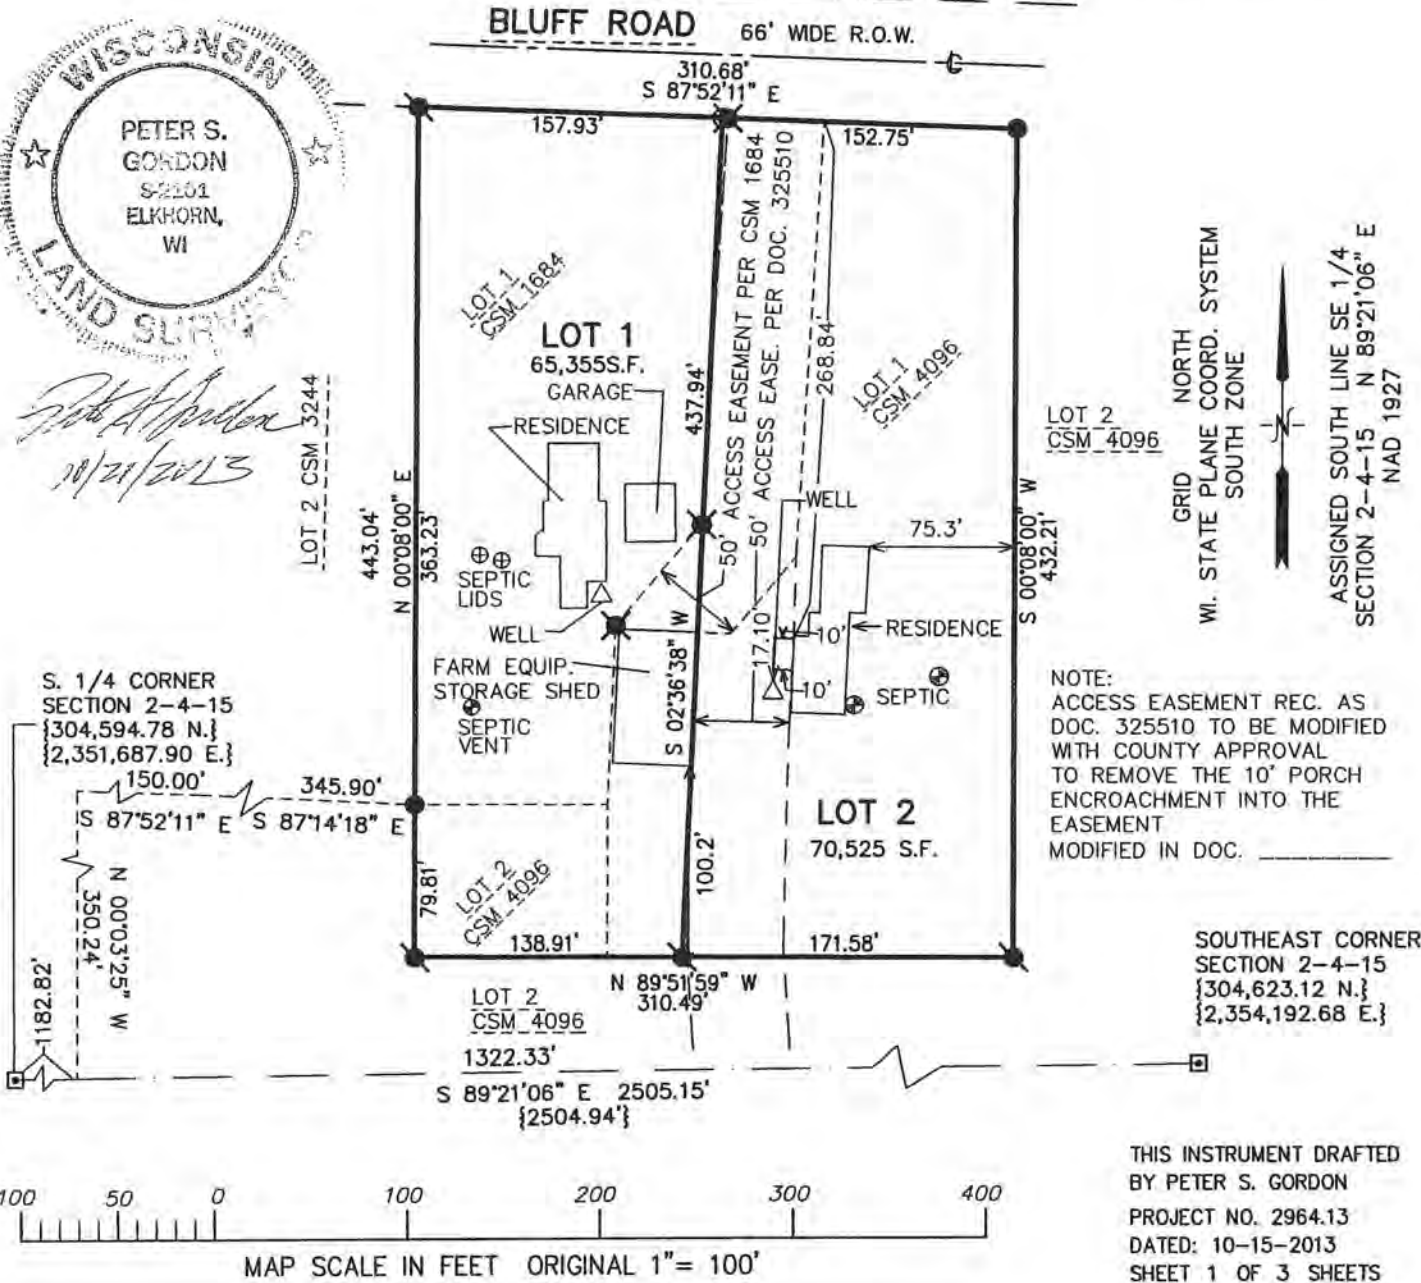 BLUFF ROAD 66' WIDE R.O.W.
310.68'
S 87°52'11" E
157.93'
152.75'
WISCONSIN
LAND SURVEYOR
PETER S.
GORDON
S-2101
ELKHORN,
WI
10/21/2013
LOT 2 CSM 3244
443.04'
N 00°08'00" E
363.23'
LOT 1
CSM 1684
LOT 1
65,355S.F.
GARAGE
RESIDENCE
437.94'
50' ACCESS EASEMENT PER CSM 1684
50' ACCESS EASE. PER DOC. 325510
268.84'
LOT 1
CSM 4096
WELL
75.3'
S 00°08'00" W
432.21'
LOT 2
CSM 4096
GRID NORTH
WI. STATE PLANE COORD. SYSTEM
SOUTH ZONE.
N
ASSIGNED SOUTH LINE SE 1/4
SECTION 2-4-15 N 89°21'06" E
NAD 1927
SEPTIC
LIDS
WELL
FARM EQUIP.
STORAGE SHED
SEPTIC
VENT
S 02°36'38" W
17.10'
10'
10'
RESIDENCE
SEPTIC
S. 1/4 CORNER
SECTION 2-4-15
{304,594.78 N.}
{2,351,687.90 E.}
150.00'
345.90'
S 87°52'11" E S 87°14'18" E
N 00°03'25" W
350.24'
1182.82'
79.81'
LOT 2
CSM 4096
138.91'
100.2'
LOT 2
70,525 S.F.
171.58'
N 89°51'59" W
310.49'
LOT 2
CSM 4096
1322.33'
S 89°21'06" E 2505.15'
{2504.94'}
NOTE:
ACCESS EASEMENT REC. AS
DOC. 325510 TO BE MODIFIED
WITH COUNTY APPROVAL
TO REMOVE THE 10' PORCH
ENCROACHMENT INTO THE
EASEMENT
MODIFIED IN DOC.
SOUTHEAST CORNER
SECTION 2-4-15
{304,623.12 N.}
{2,354,192.68 E.}
100 50 0 100 200 300 400
MAP SCALE IN FEET ORIGINAL 1"= 100'
THIS INSTRUMENT DRAFTED
BY PETER S. GORDON
PROJECT NO. 2964.13
DATED: 10-15-2013
SHEET 1 OF 3 SHEETS